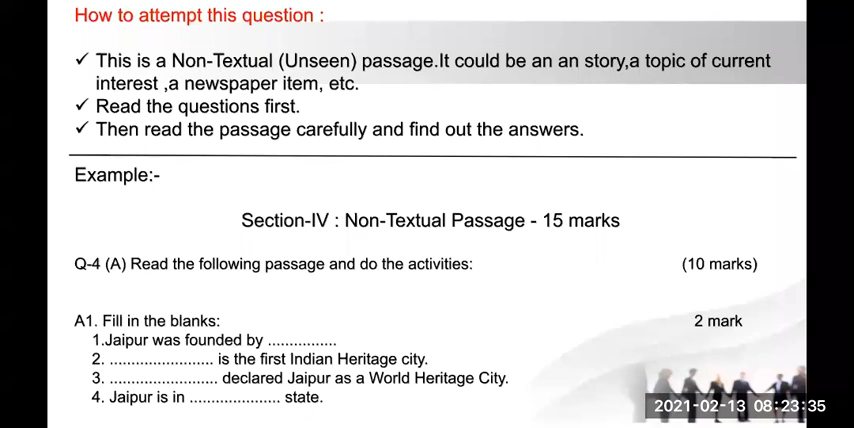 How to attempt this question :
✓ This is a Non-Textual (Unseen) passage.It could be an an story,a topic of current
interest ,a newspaper item, etc.
✓ Read the questions first.
✓ Then read the passage carefully and find out the answers.
Example:-
Section-IV : Non-Textual Passage - 15 marks
Q-4 (A) Read the following passage and do the activities: (10 marks)
A1. Fill in the blanks: 2 mark
1.Jaipur was founded by ................
2. ........................ is the first Indian Heritage city.
3. ......................... declared Jaipur as a World Heritage City.
4. Jaipur is in ..................... state.
2021-02-13 08:23:35